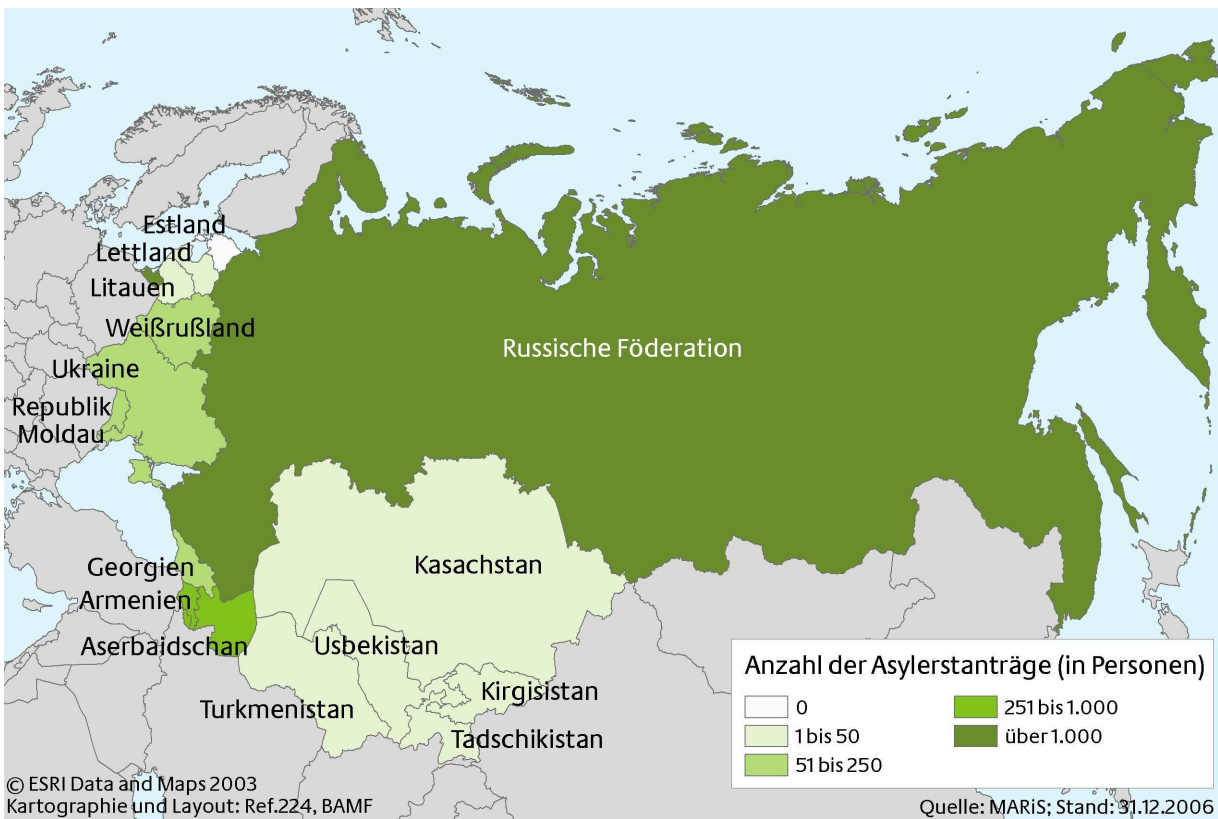 Estland
Lettland
Litauen
Weißrußland
Russische Föderation
Ukraine
Republik
Moldau
Georgien
Kasachstan
Armenien
Aserbaidschan
Usbekistan
Kirgisistan
Turkmenistan
Tadschikistan
Anzahl der Asylerstanträge (in Personen)
0
1 bis 50
51 bis 250
251 bis 1.000
über 1.000
© ESRI Data and Maps 2003
Kartographie und Layout: Ref.224, BAMF
Quelle: MARiS; Stand: 31.12.2006